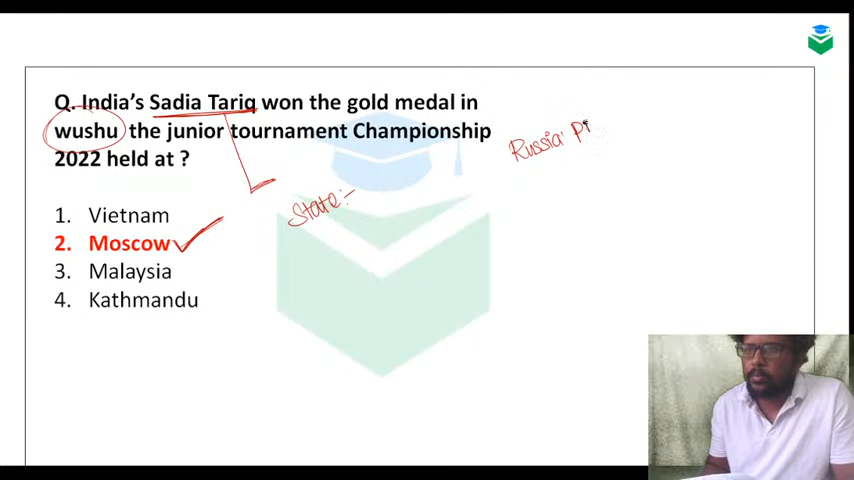 Q. India's Sadia Tariq won the gold medal in
wushu the junior tournament Championship
2022 held at ?
Russia: P
State:-
1. Vietnam
2. Moscow
3. Malaysia
4. Kathmandu